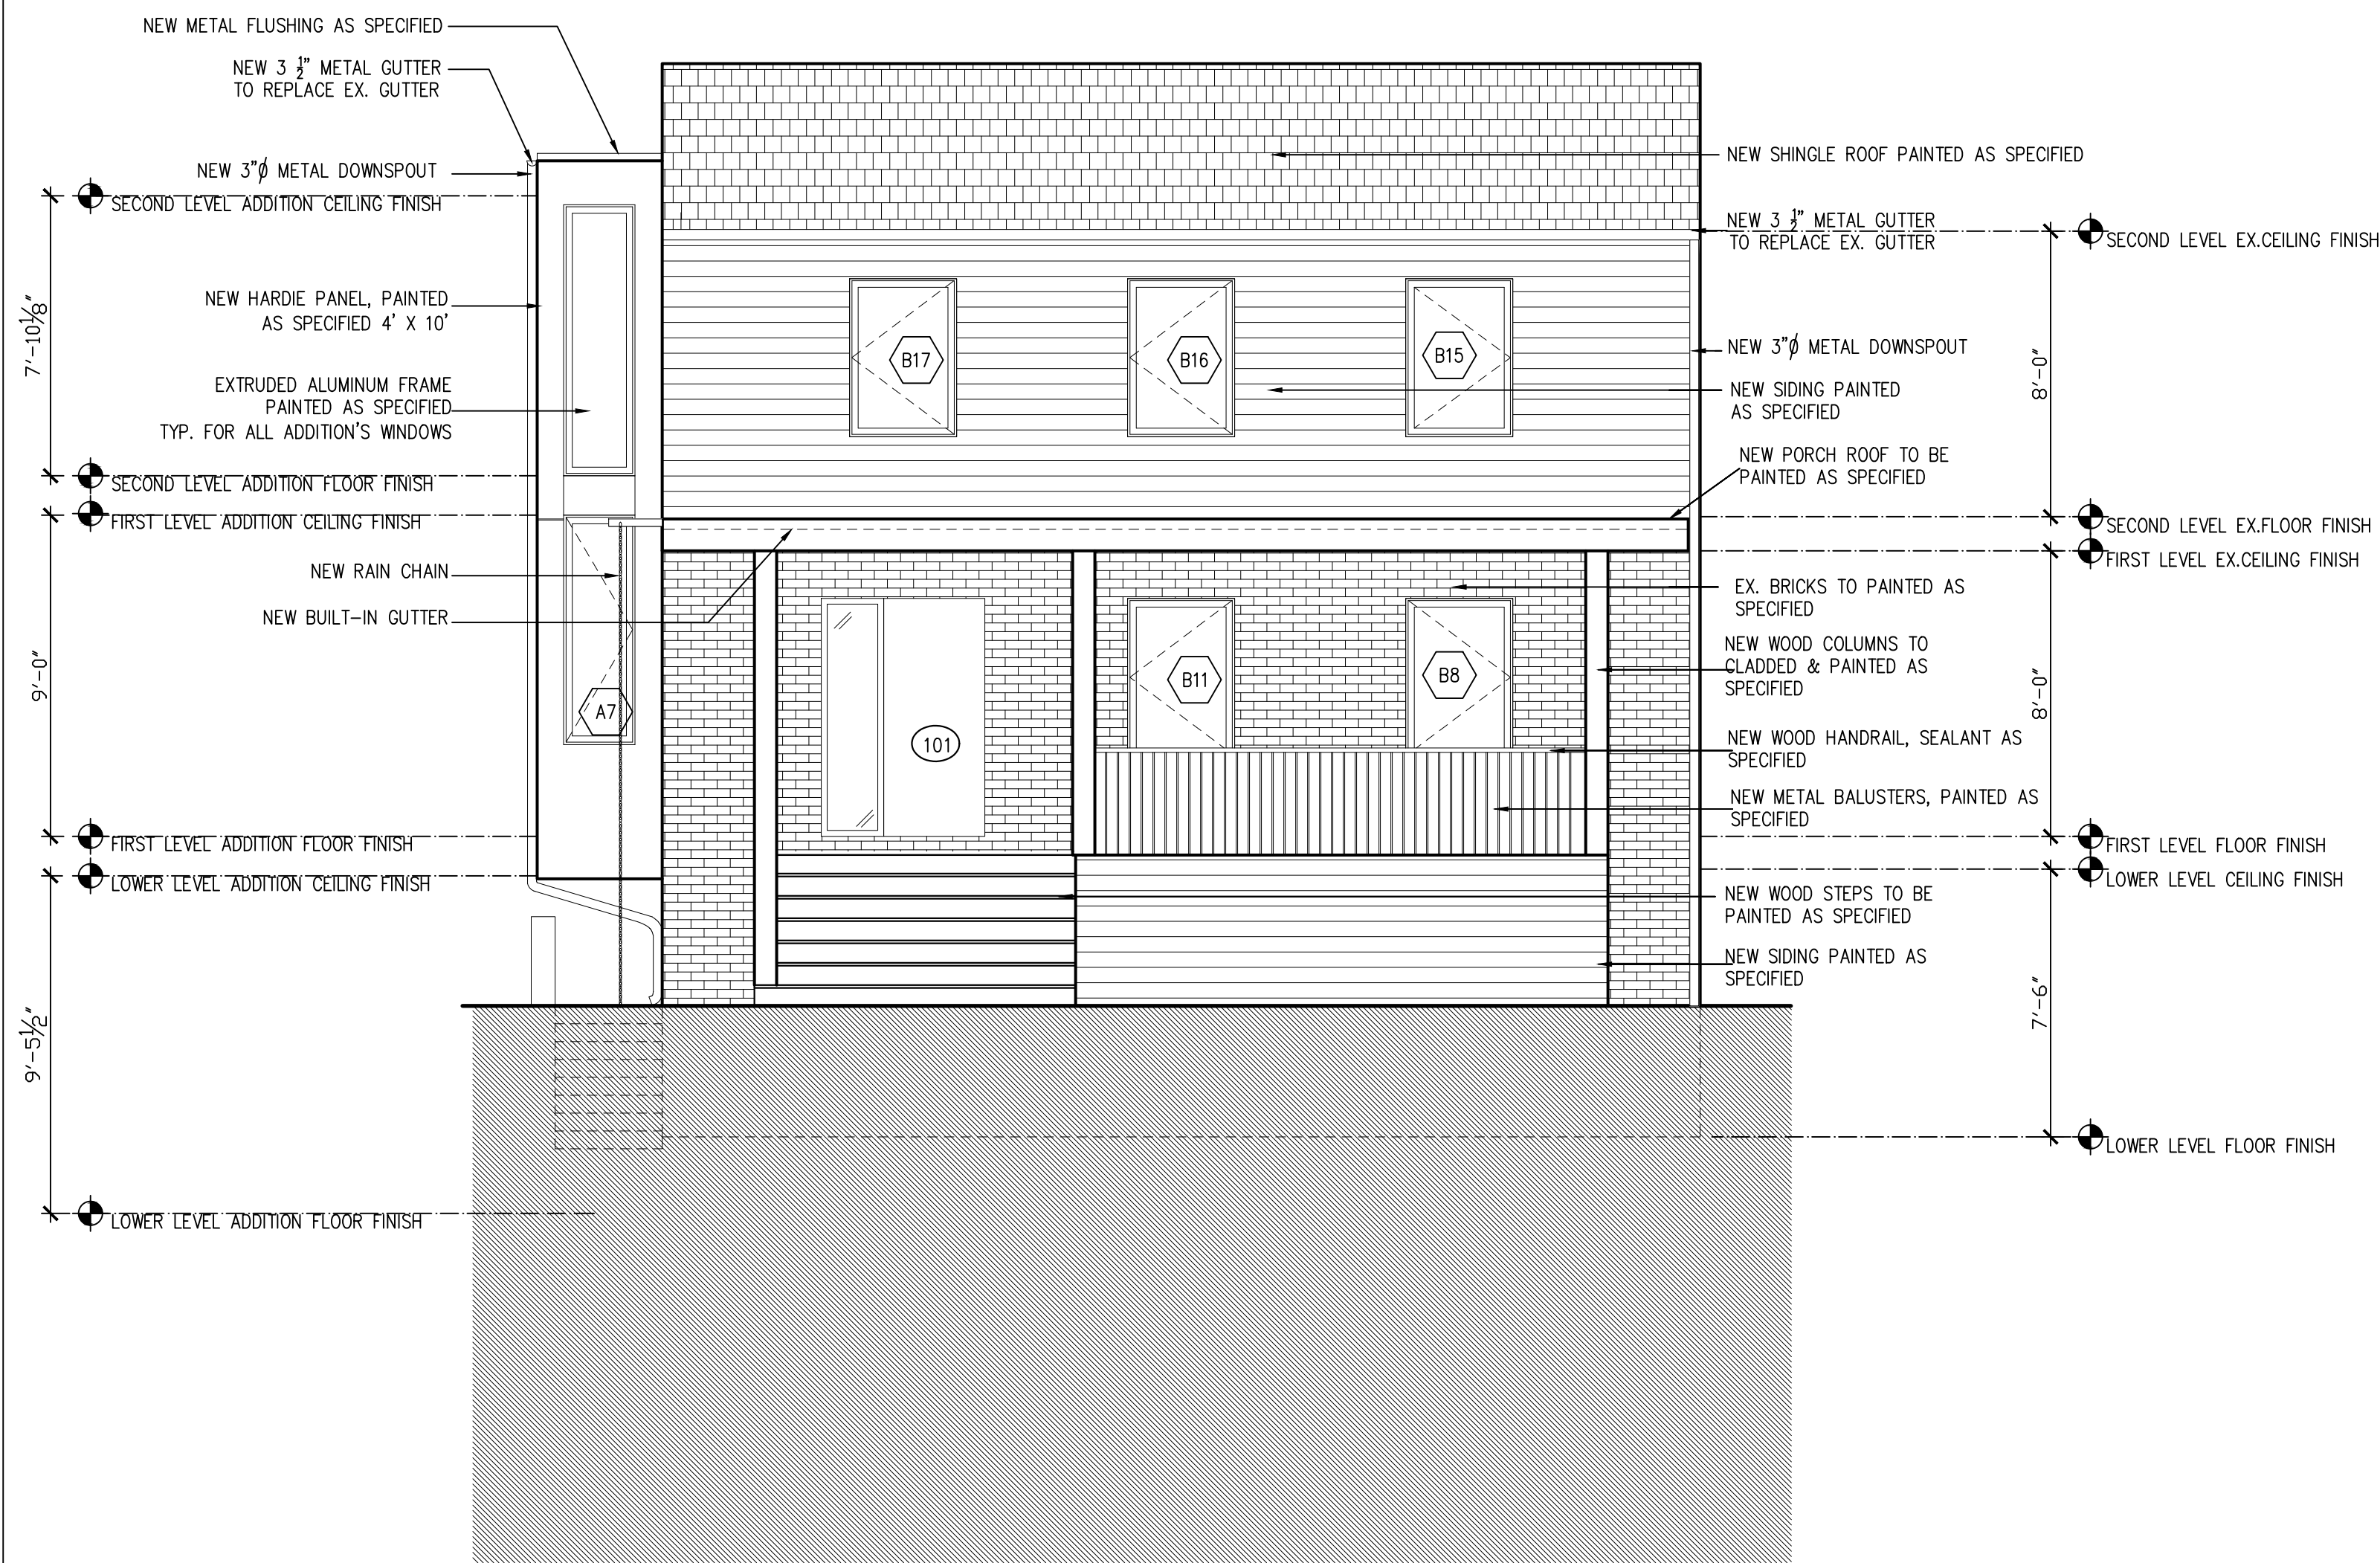 NEW METAL FLUSHING AS SPECIFIED
NEW 3 ½" METAL GUTTER
TO REPLACE EX. GUTTER
NEW 3"Ø METAL DOWNSPOUT
SECOND LEVEL ADDITION CEILING FINISH
NEW HARDIE PANEL, PAINTED
AS SPECIFIED 4' X 10'
7'-10⅛"
EXTRUDED ALUMINUM FRAME
PAINTED AS SPECIFIED
TYP. FOR ALL ADDITION'S WINDOWS
SECOND LEVEL ADDITION FLOOR FINISH
FIRST LEVEL ADDITION CEILING FINISH
NEW RAIN CHAIN
NEW BUILT-IN GUTTER
9'-0"
FIRST LEVEL ADDITION FLOOR FINISH
LOWER LEVEL ADDITION CEILING FINISH
9'-5½"
LOWER LEVEL ADDITION FLOOR FINISH
B17
B16
B15
A7
101
B11
B8
NEW SHINGLE ROOF PAINTED AS SPECIFIED
NEW 3 ½" METAL GUTTER
TO REPLACE EX. GUTTER
SECOND LEVEL EX.CEILING FINISH
NEW 3"Ø METAL DOWNSPOUT
8'-0"
NEW SIDING PAINTED
AS SPECIFIED
NEW PORCH ROOF TO BE
PAINTED AS SPECIFIED
SECOND LEVEL EX.FLOOR FINISH
FIRST LEVEL EX.CEILING FINISH
EX. BRICKS TO PAINTED AS
SPECIFIED
NEW WOOD COLUMNS TO
CLADDED & PAINTED AS
SPECIFIED
8'-0"
NEW WOOD HANDRAIL, SEALANT AS
SPECIFIED
NEW METAL BALUSTERS, PAINTED AS
SPECIFIED
FIRST LEVEL FLOOR FINISH
LOWER LEVEL CEILING FINISH
NEW WOOD STEPS TO BE
PAINTED AS SPECIFIED
NEW SIDING PAINTED AS
SPECIFIED
7'-6"
LOWER LEVEL FLOOR FINISH